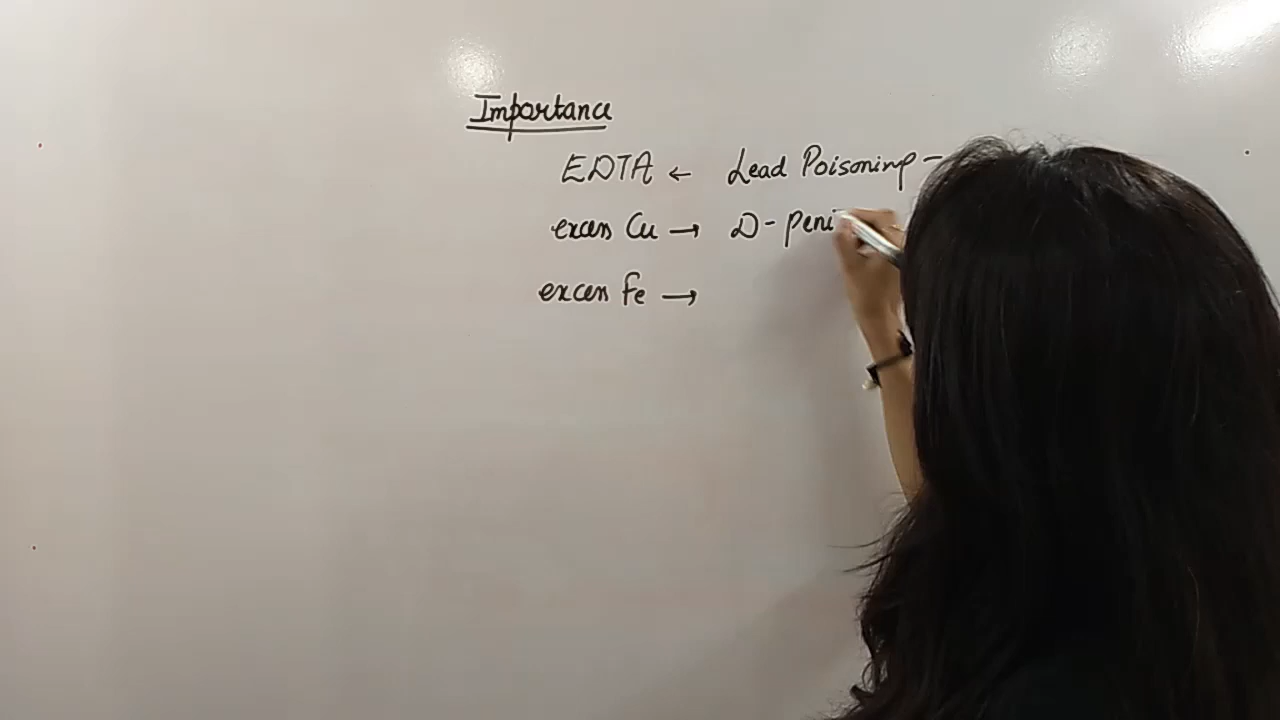 Importance
EDTA ← Lead Poisoning -
excess Cu → D- peni
excess Fe →